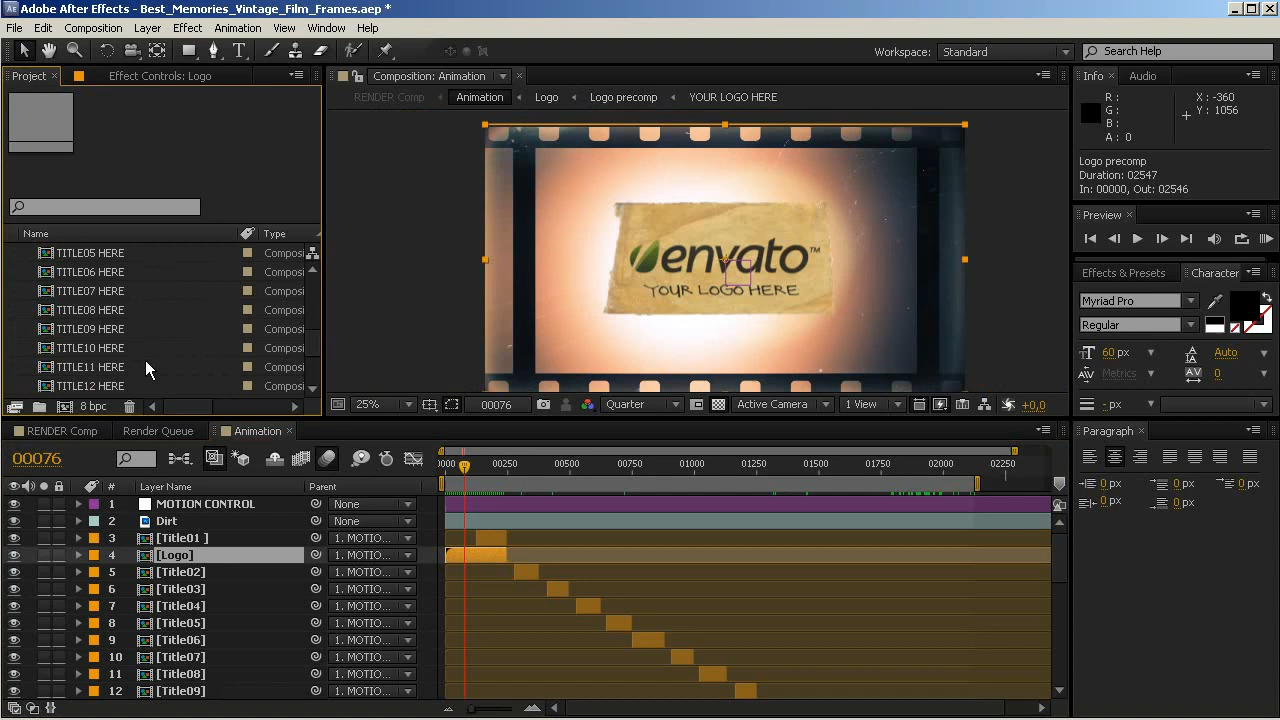 Adobe After Effects - Best_Memories_Vintage_Film_Frames.aep *
File Edit Composition Layer Effect Animation View Window Help
Workspace: Standard Search Help
Project Effect Controls: Logo Composition: Animation Info Audio
RENDER Comp Animation Logo Logo precomp YOUR LOGO HERE
R : X : -360
G : Y : 1056
B :
A : 0
Logo precomp
Duration: 02547
In: 00000, Out: 02546
Preview
Name Type
TITLE05 HERE Composi
TITLE06 HERE Composi
TITLE07 HERE Composi
TITLE08 HERE Composi
TITLE09 HERE Composi
TITLE10 HERE Composi
TITLE11 HERE Composi
TITLE12 HERE Composi
envato™
YOUR LOGO HERE
Effects & Presets Character
Myriad Pro
Regular
60 px Auto
Metrics 0
- px
8 bpc 25% 00076 Quarter Active Camera 1 View +0,0
RENDER Comp Render Queue Animation Paragraph
00076
0000 00250 00500 00750 01000 01250 01500 01750 02000 02250
0 px 0 px 0 px
0 px 0 px
# Layer Name Parent
1 MOTION CONTROL None
2 Dirt None
3 [Title01 ] 1. MOTIO...
4 [Logo] 1. MOTIO...
5 [Title02] 1. MOTIO...
6 [Title03] 1. MOTIO...
7 [Title04] 1. MOTIO...
8 [Title05] 1. MOTIO...
9 [Title06] 1. MOTIO...
10 [Title07] 1. MOTIO...
11 [Title08] 1. MOTIO...
12 [Title09] 1. MOTIO...